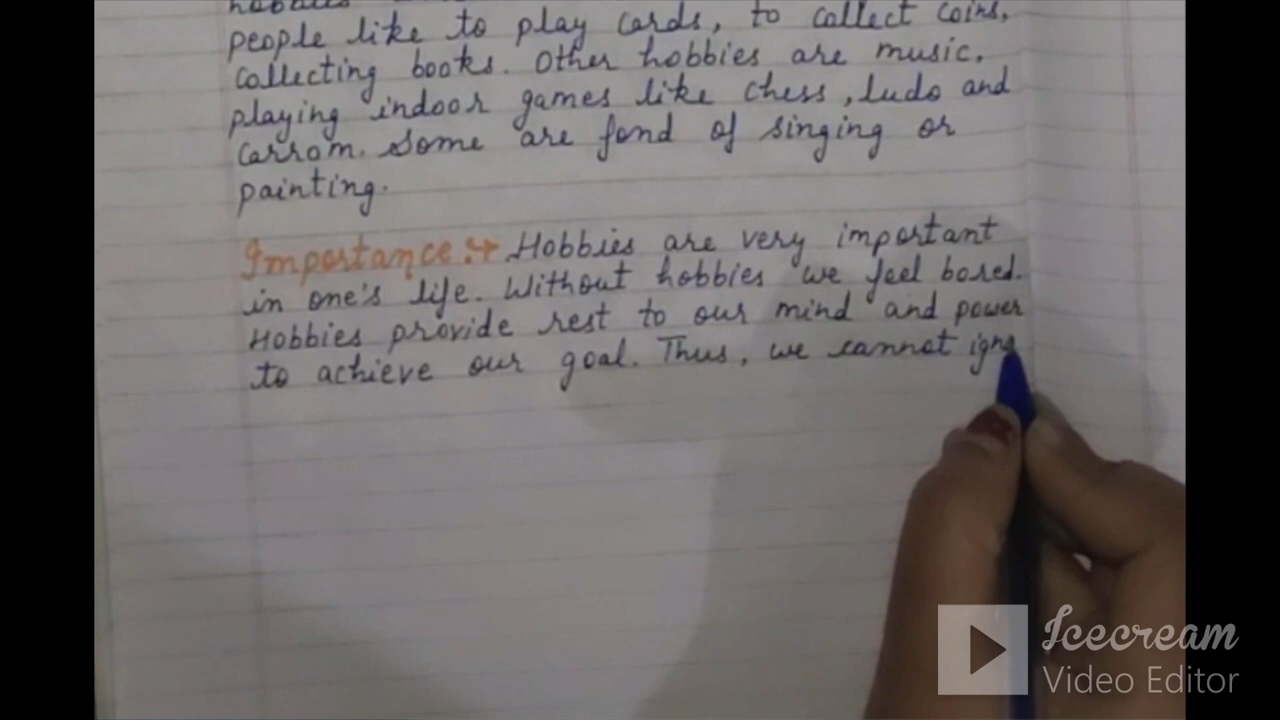 hobbies
people like to play cards, to collect coins,
collecting books. Other hobbies are music,
playing indoor games like chess, ludo and
carrom. Some are fond of singing or
painting.
Importance :→ Hobbies are very important
in one's life. Without hobbies we feel bored.
Hobbies provide rest to our mind and power
to achieve our goal. Thus, we cannot igno
Icecream
Video Editor